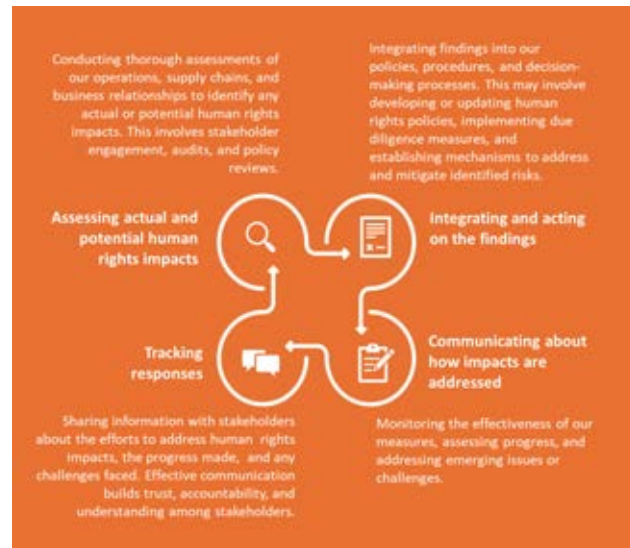 Conducting thorough assessments of
our operations, supply chains, and
business relationships to identify any
actual or potential human rights
impacts. This involves stakeholder
engagement, audits, and policy
reviews.
Assessing actual and
potential human
rights impacts
Integrating findings into our
policies, procedures, and decision-
making processes. This may involve
developing or updating human
rights policies, implementing due
diligence measures, and
establishing mechanisms to address
and mitigate identified risks.
Integrating and acting
on the findings
Communicating about
how impacts are
addressed
Monitoring the effectiveness of our
measures, assessing progress, and
addressing emerging issues or
challenges.
Tracking
responses
Sharing information with stakeholders
about the efforts to address human rights
impacts, the progress made, and any
challenges faced. Effective communication
builds trust, accountability, and
understanding among stakeholders.